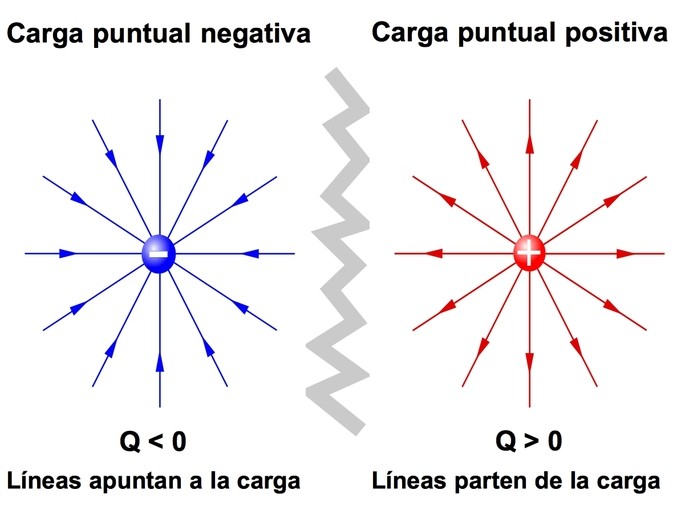 Carga puntual negativa
Carga puntual positiva
-
+
Q < 0
Q > 0
Líneas apuntan a la carga
Líneas parten de la carga